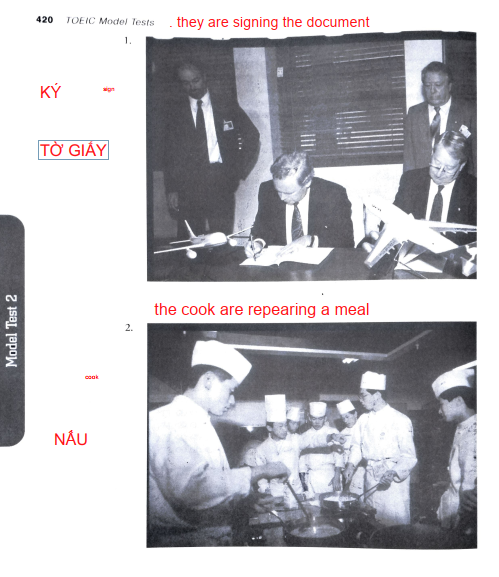 420 TOEIC Model Tests . they are signing the document
1.
KÝ sign
TỜ GIẤY
the cook are repearing a meal
2.
Model Test 2
cook
NẤU